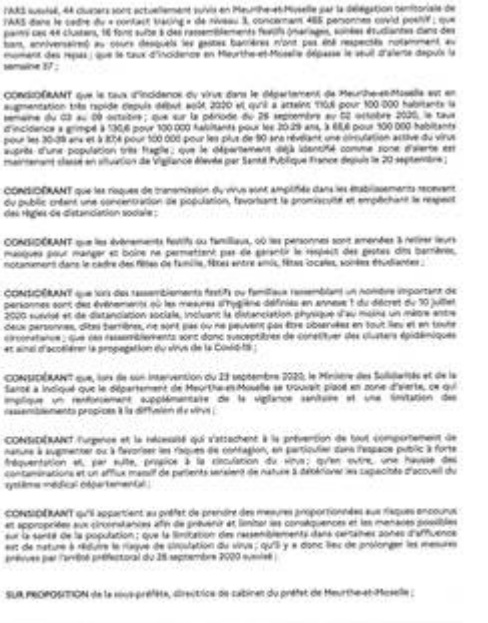 l'ARS susvisé, 44 clusters sont actuellement suivis en Meurthe-et-Moselle par la délégation territoriale de
l'ARS dans le cadre du « contact tracing » de niveau 3, concernant 465 personnes covid positif ; que
parmi ces 44 clusters, 16 font suite à des rassemblements festifs (mariages, soirées étudiantes dans des
bars, anniversaires) au cours desquels les gestes barrières n'ont pas été respectés notamment au
moment des repas ; que le taux d'incidence en Meurthe-et-Moselle dépasse le seuil d'alerte depuis la
semaine 37 ;
CONSIDÉRANT que le taux d'incidence du virus dans le département de Meurthe-et-Moselle est en
augmentation très rapide depuis début août 2020 et qu'il a atteint 110,6 pour 100 000 habitants la
semaine du 03 au 09 octobre ; que sur la période du 26 septembre au 02 octobre 2020, le taux
d'incidence a grimpé à 130,6 pour 100 000 habitants pour les 20-29 ans, à 65,6 pour 100 000 habitants
pour les 30-39 ans et à 87,4 pour 100 000 pour les plus de 90 ans révélant une circulation active du virus
auprès d'une population très fragile ; que le département déjà identifié comme zone d'alerte est
maintenant classé en situation de Vigilance élevée par Santé Publique France depuis le 20 septembre ;
CONSIDÉRANT que les risques de transmission du virus sont amplifiés dans les établissements recevant
du public créant une concentration de population, favorisant la promiscuité et empêchant le respect
des règles de distanciation sociale ;
CONSIDÉRANT que les évènements festifs ou familiaux, où les personnes sont amenées à retirer leurs
masques pour manger et boire ne permettent pas de garantir le respect des gestes dits barrières,
notamment dans le cadre des fêtes de famille, fêtes entre amis, fêtes locales, soirées étudiantes ;
CONSIDÉRANT que lors des rassemblements festifs ou familiaux rassemblant un nombre important de
personnes sont des événements où les mesures d'hygiène définies en annexe 1 du décret du 10 juillet
2020 susvisé et de distanciation sociale, incluant la distanciation physique d'au moins un mètre entre
deux personnes, dites barrières, ne sont pas ou ne peuvent pas être observées en tout lieu et en toute
circonstance ; que ces rassemblements sont donc susceptibles de constituer des clusters épidémiques
et ainsi d'accélérer la propagation du virus de la Covid-19 ;
CONSIDÉRANT que, lors de son intervention du 23 septembre 2020, le Ministre des Solidarités et de la
Santé a indiqué que le département de Meurthe-et-Moselle se trouvait placé en zone d'alerte, ce qui
implique un renforcement supplémentaire de la vigilance sanitaire et une limitation des
rassemblements propices à la diffusion du virus ;
CONSIDÉRANT l'urgence et la nécessité qui s'attachent à la prévention de tout comportement de
nature à augmenter ou à favoriser les risques de contagion, en particulier dans l'espace public à forte
fréquentation et, par suite, propice à la circulation du virus ; qu'en outre, une hausse des
contaminations et un afflux massif de patients seraient de nature à détériorer les capacités d'accueil du
système médical départemental ;
CONSIDÉRANT qu'il appartient au préfet de prendre des mesures proportionnées aux risques encourus
et appropriées aux circonstances afin de prévenir et limiter les conséquences et les menaces possibles
sur la santé de la population ; que la limitation des rassemblements dans certaines zones d'affluence
est de nature à réduire le risque de circulation du virus ; qu'il y a donc lieu de prolonger les mesures
prévues par l'arrêté préfectoral du 28 septembre 2020 susvisé ;
SUR PROPOSITION de la sous-préfète, directrice de cabinet du préfet de Meurthe-et-Moselle ;